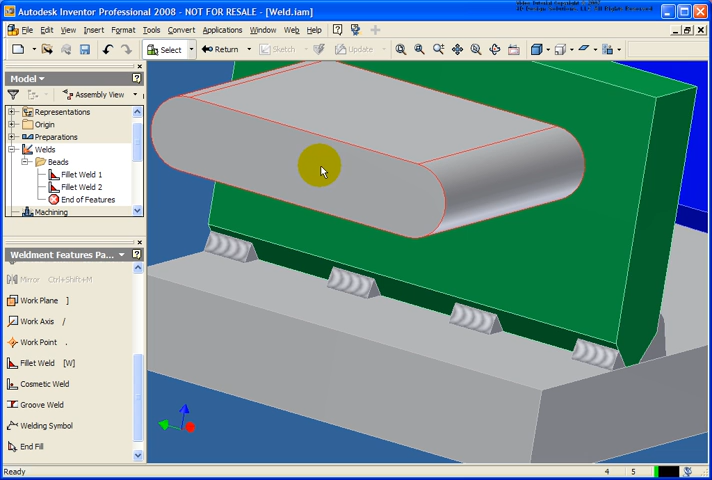 Autodesk Inventor Professional 2008 - NOT FOR RESALE - [Weld.iam]
File Edit View Insert Format Tools Convert Applications Window Web Help
Select
Return
Sketch
Update
Model
Assembly View
Representations
Origin
Preparations
Welds
Beads
Fillet Weld 1
Fillet Weld 2
End of Features
Machining
Weldment Features Pa...
Mirror Ctrl+Shift+M
Work Plane ]
Work Axis /
Work Point .
Fillet Weld [W]
Cosmetic Weld
Groove Weld
Welding Symbol
End Fill
Ready
4 5